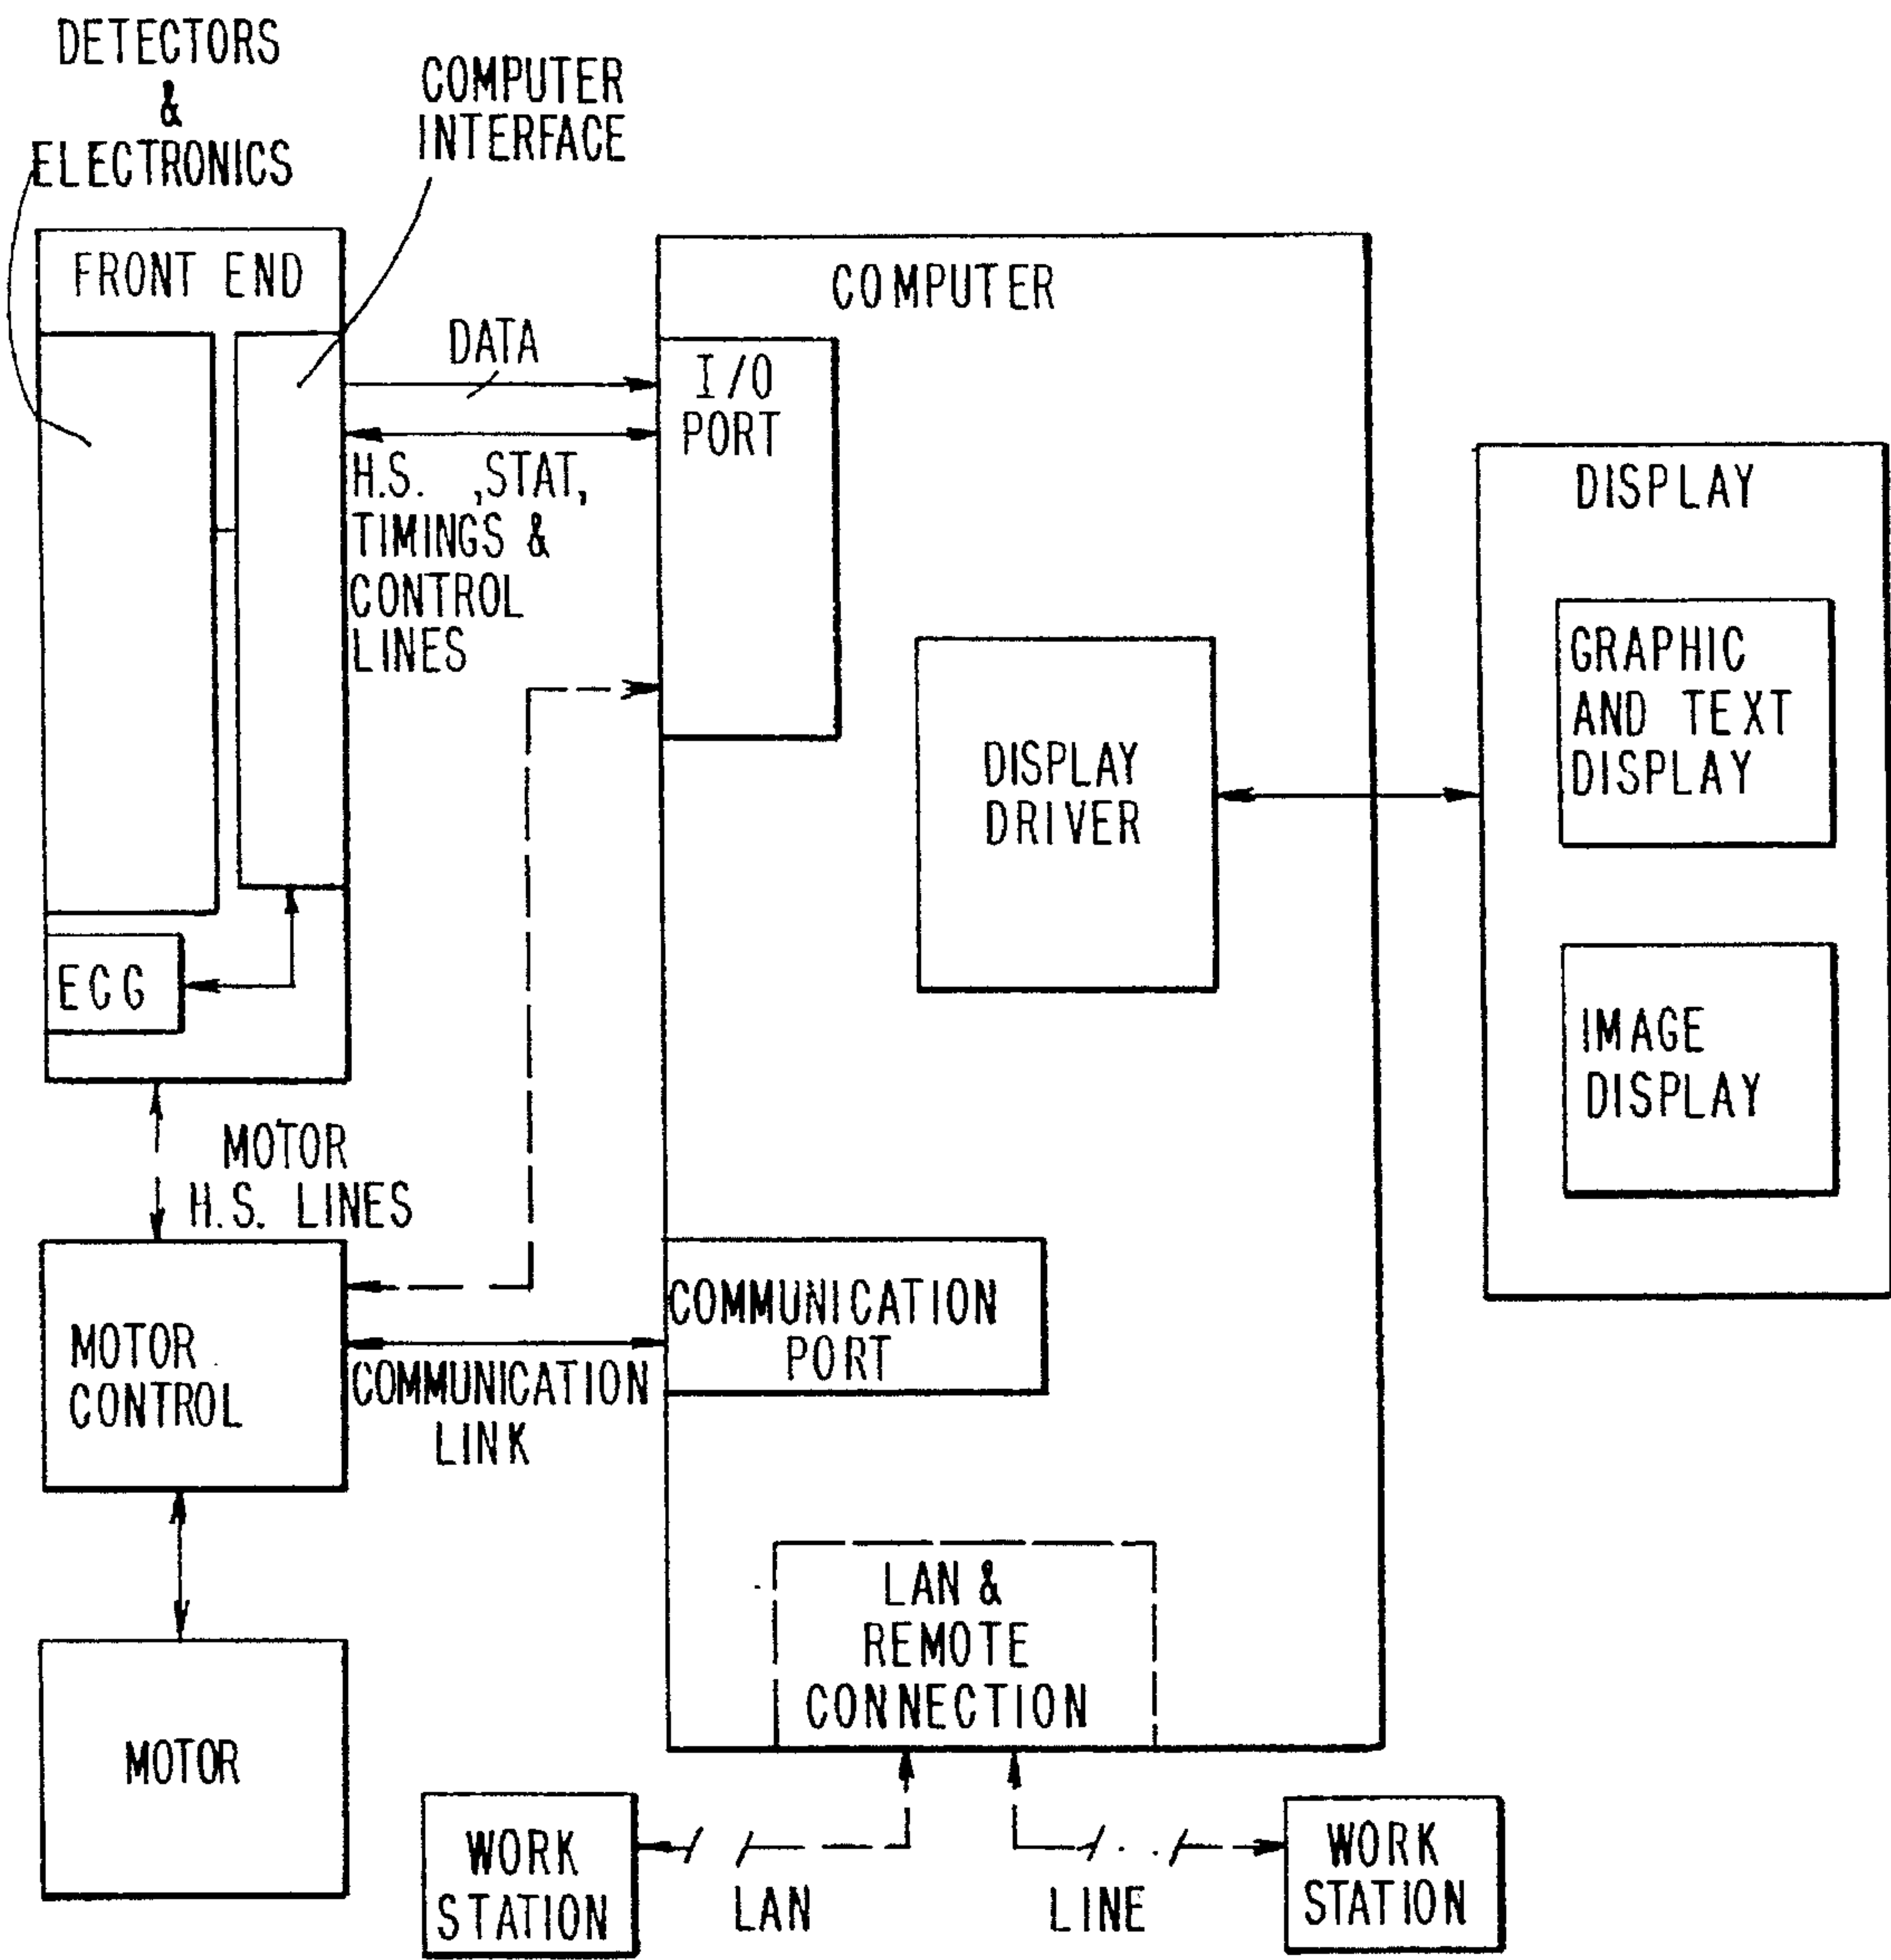 DETECTORS
&
ELECTRONICS
COMPUTER
INTERFACE
FRONT END
COMPUTER
DATA
I/O
PORT
H.S. ,STAT,
TIMINGS &
CONTROL
LINES
DISPLAY
GRAPHIC
AND TEXT
DISPLAY
DISPLAY
DRIVER
ECG
IMAGE
DISPLAY
MOTOR
H.S. LINES
COMMUNICATION
PORT
MOTOR
CONTROL
COMMUNICATION
LINK
LAN &
REMOTE
CONNECTION
MOTOR
WORK
STATION
LAN
LINE
WORK
STATION